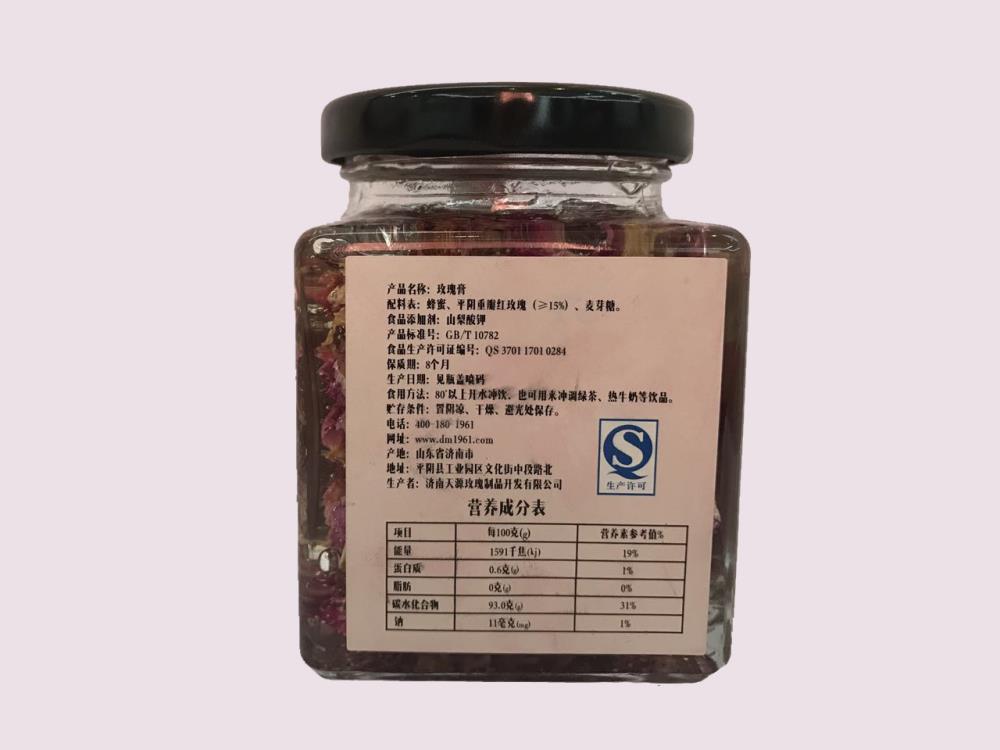 产品名称：玫瑰膏
配料表：蜂蜜、平阴重瓣红玫瑰（≥15%）、麦芽糖。
食品添加剂：山梨酸钾
产品标准号：GB/T 10782
食品生产许可证编号：QS 3701 1701 0284
保质期：8个月
生产日期：见瓶盖喷码
食用方法：80°以上开水冲饮、也可用来冲调绿茶、热牛奶等饮品。
贮存条件：置阴凉、干燥、避光处保存。
电话：400-180-1961
网址：www.dm1961.com
产地：山东省济南市
地址：平阴县工业园区文化街中段路北
生产者：济南天源玫瑰制品开发有限公司
QS
生产许可
营养成分表
项目 每100克(g) 营养素参考值%
能量 1591千焦(kj) 19%
蛋白质 0.6克(g) 1%
脂肪 0克(g) 0%
碳水化合物 93.0克(g) 31%
钠 11毫克(mg) 1%